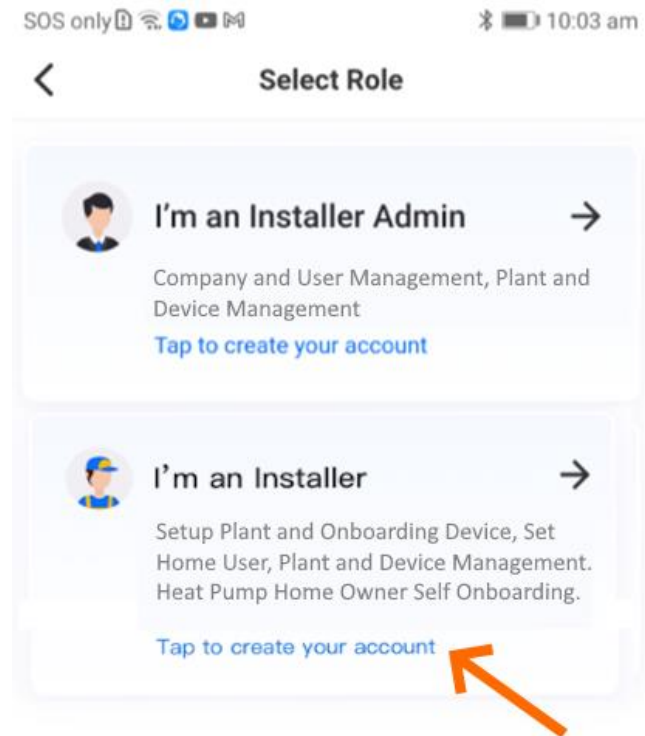 SOS only 10:03 am
Select Role
I'm an Installer Admin
Company and User Management, Plant and
Device Management
Tap to create your account
I'm an Installer
Setup Plant and Onboarding Device, Set
Home User, Plant and Device Management.
Heat Pump Home Owner Self Onboarding.
Tap to create your account